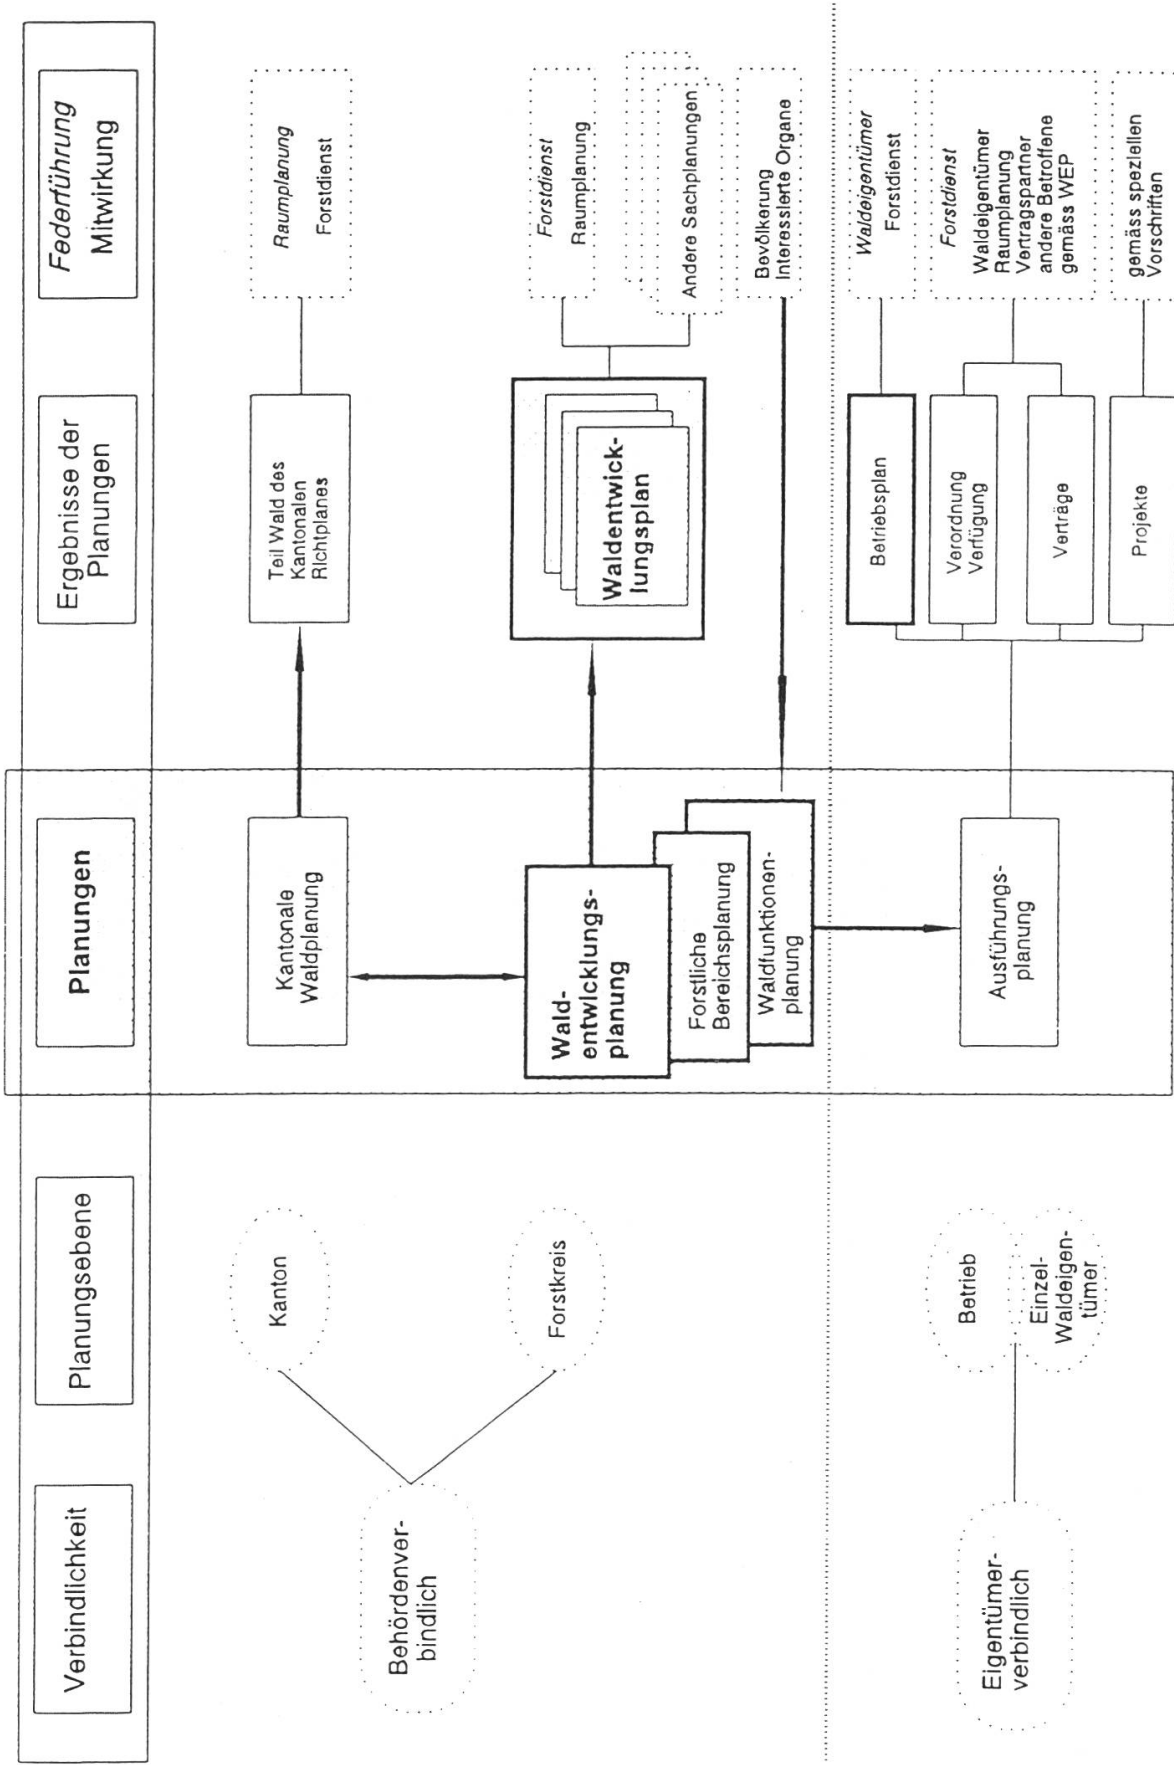 Verbindlichkeit
Planungsebene
Planungen
Ergebnisse der
Planungen
Federführung
Mitwirkung
Behördenver-
bindlich
Kanton
Kantonale
Waldplanung
Teil Wald des
Kantonalen
Richtplanes
Raumplanung
Forstdienst
Forstkreis
Wald-
entwicklungs-
planung
Forstliche
Bereichsplanung
Waldfunktionen-
planung
Waldentwick-
lungsplan
Forstdienst
Raumplanung
Andere Sachplanungen
Bevölkerung
Interessierte Organe
Eigentümer-
verbindlich
Betrieb
Einzel-
Waldeigen-
tümer
Ausführungs-
planung
Betriebsplan
Verordnung
Verfügung
Verträge
Projekte
Waldeigentümer
Forstdienst
Forstdienst
Waldeigentümer
Raumplanung
Vertragspartner
andere Betroffene
gemäss WEP
gemäss speziellen
Vorschriften